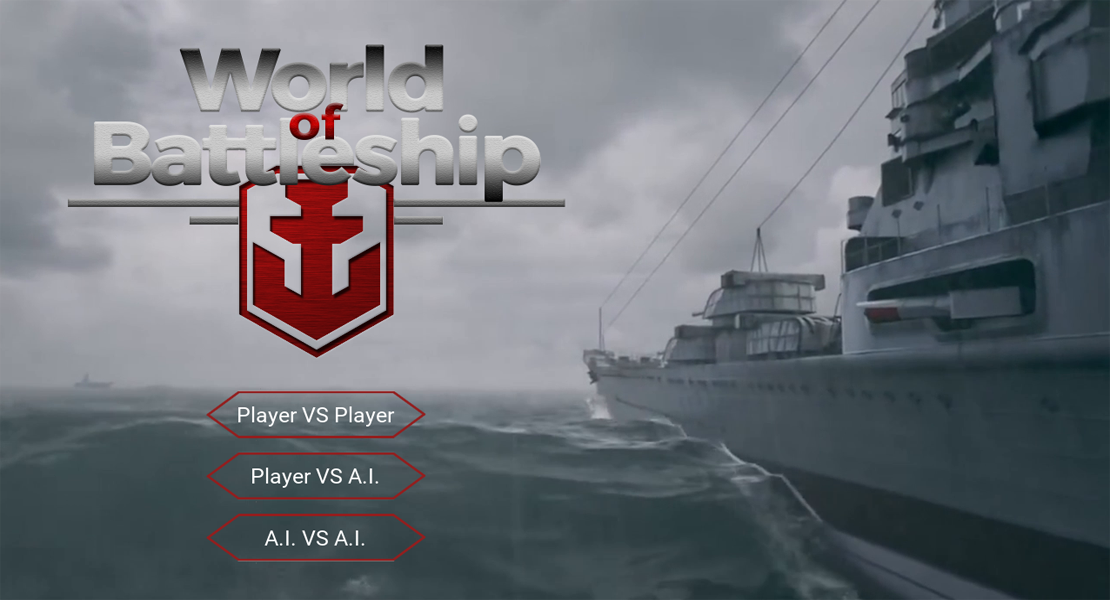 World
of
Battleship
Player VS Player
Player VS A.I.
A.I. VS A.I.